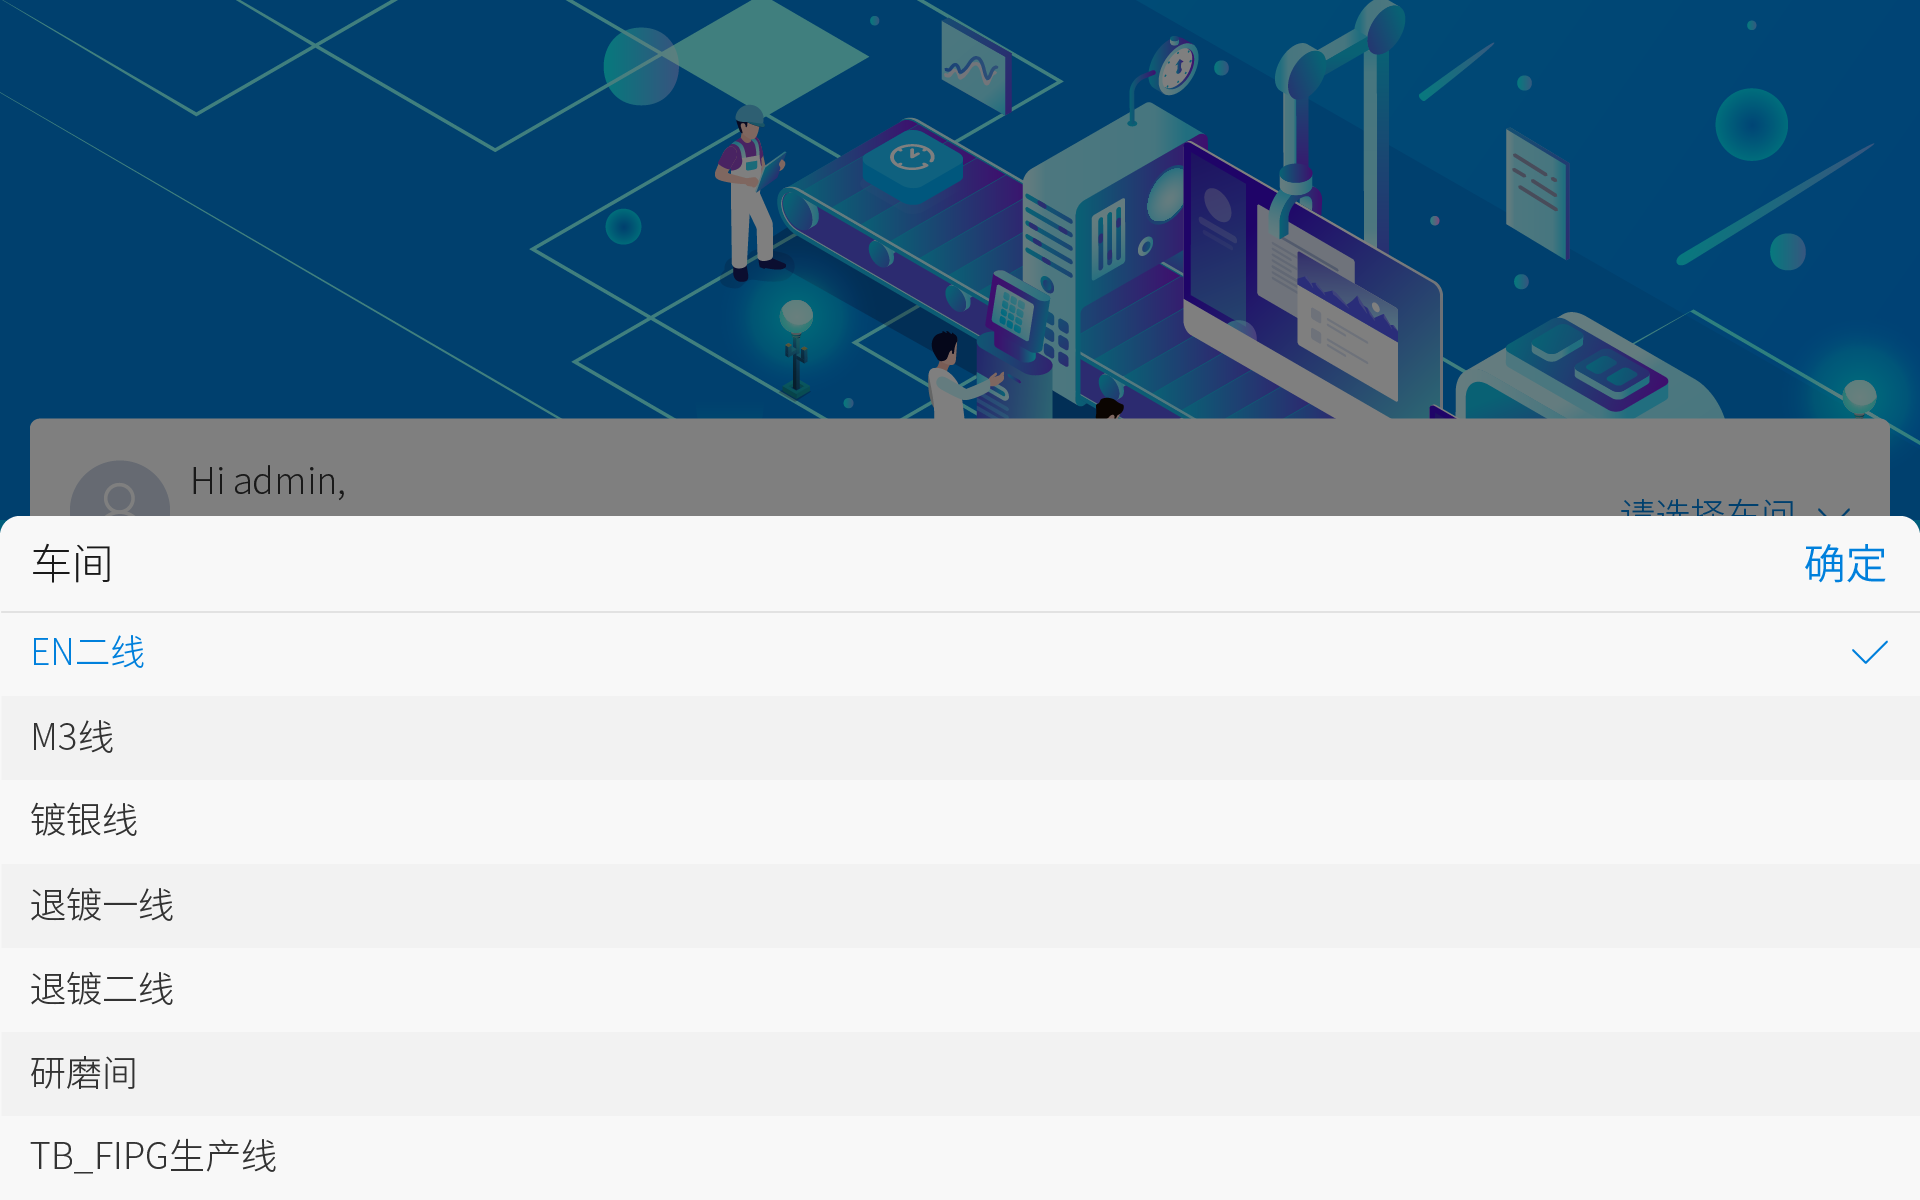 Hi admin,
请选择车间
车间
确定
EN二线
M3线
镀银线
退镀一线
退镀二线
研磨间
TB_FIPG生产线